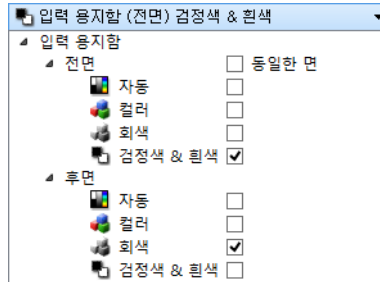 입력 용지함 (전면) 검정색 & 흰색
입력 용지함
전면 동일한 면
자동
컬러
회색
검정색 & 흰색
후면
자동
컬러
회색
검정색 & 흰색